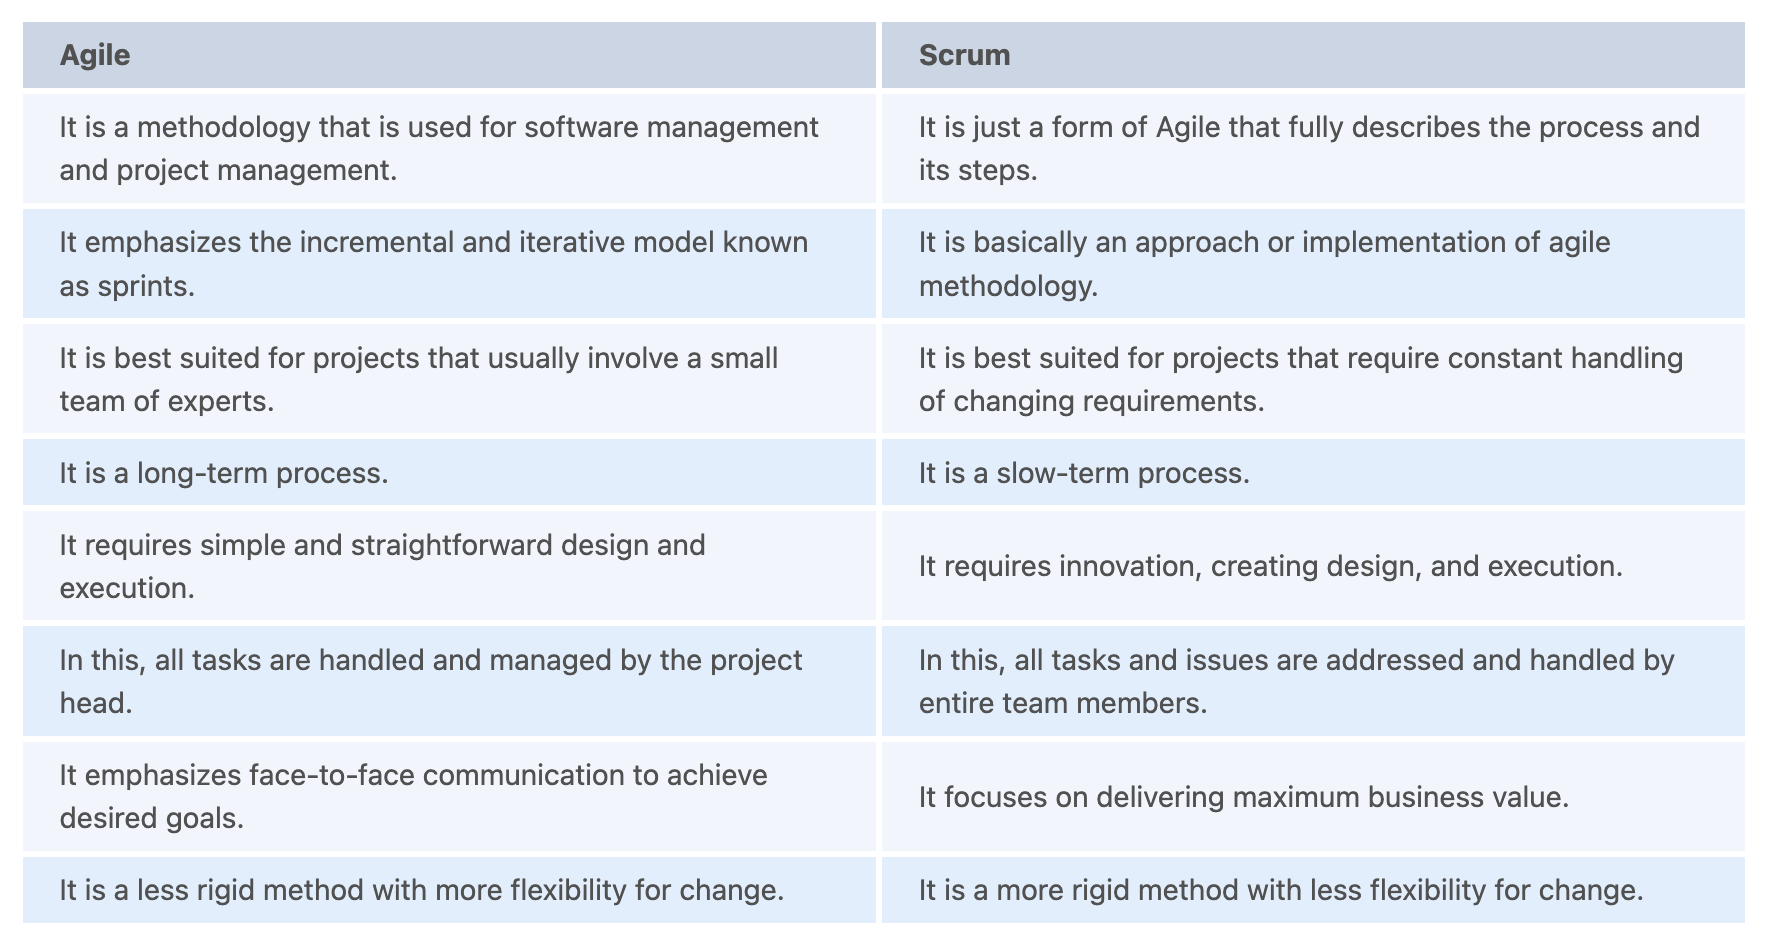 Agile
Scrum
It is a methodology that is used for software management
and project management.
It is just a form of Agile that fully describes the process and
its steps.
It emphasizes the incremental and iterative model known
as sprints.
It is basically an approach or implementation of agile
methodology.
It is best suited for projects that usually involve a small
team of experts.
It is best suited for projects that require constant handling
of changing requirements.
It is a long-term process.
It is a slow-term process.
It requires simple and straightforward design and
execution.
It requires innovation, creating design, and execution.
In this, all tasks are handled and managed by the project
head.
In this, all tasks and issues are addressed and handled by
entire team members.
It emphasizes face-to-face communication to achieve
desired goals.
It focuses on delivering maximum business value.
It is a less rigid method with more flexibility for change.
It is a more rigid method with less flexibility for change.